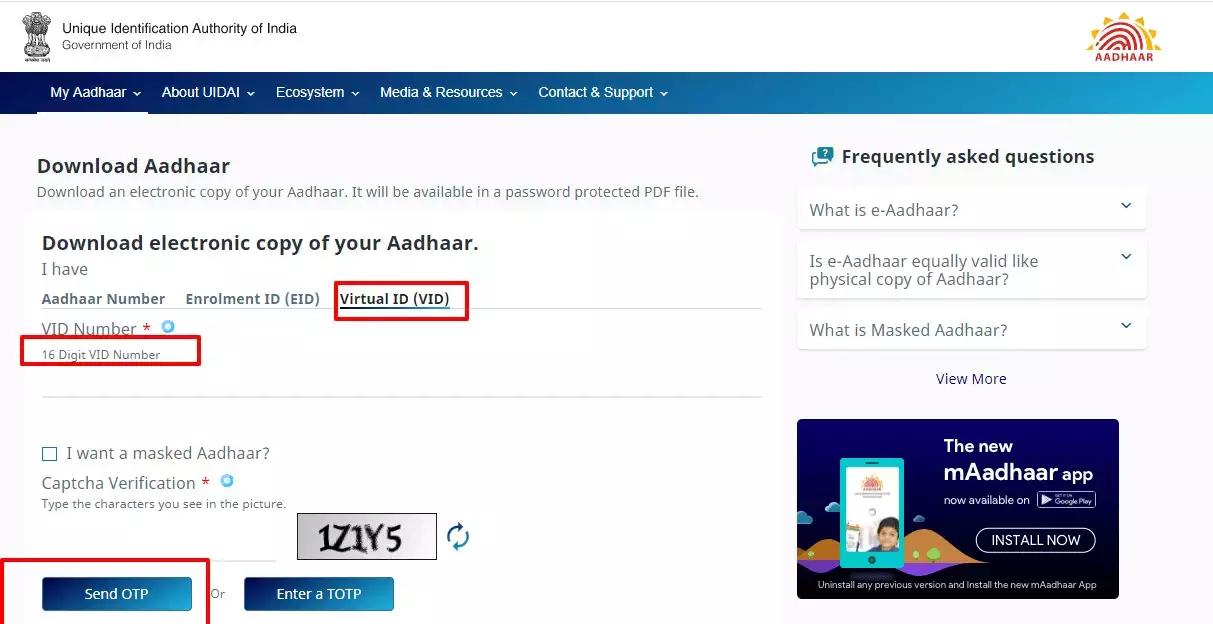 Unique Identification Authority of India
Government of India
AADHAAR
My Aadhaar
About UIDAI
Ecosystem
Media & Resources
Contact & Support
Download Aadhaar
Download an electronic copy of your Aadhaar. It will be available in a password protected PDF file.
Download electronic copy of your Aadhaar.
I have
Aadhaar Number
Enrolment ID (EID)
Virtual ID (VID)
VID Number *
16 Digit VID Number
I want a masked Aadhaar?
Captcha Verification *
Type the characters you see in the picture.
1Z1Y5
Send OTP
Or
Enter a TOTP
Frequently asked questions
What is e-Aadhaar?
Is e-Aadhaar equally valid like
physical copy of Aadhaar?
What is Masked Aadhaar?
View More
The new
mAadhaar app
now available on
GET IT ON
Google Play
INSTALL NOW
Uninstall any previous version and Install the new mAadhaar App